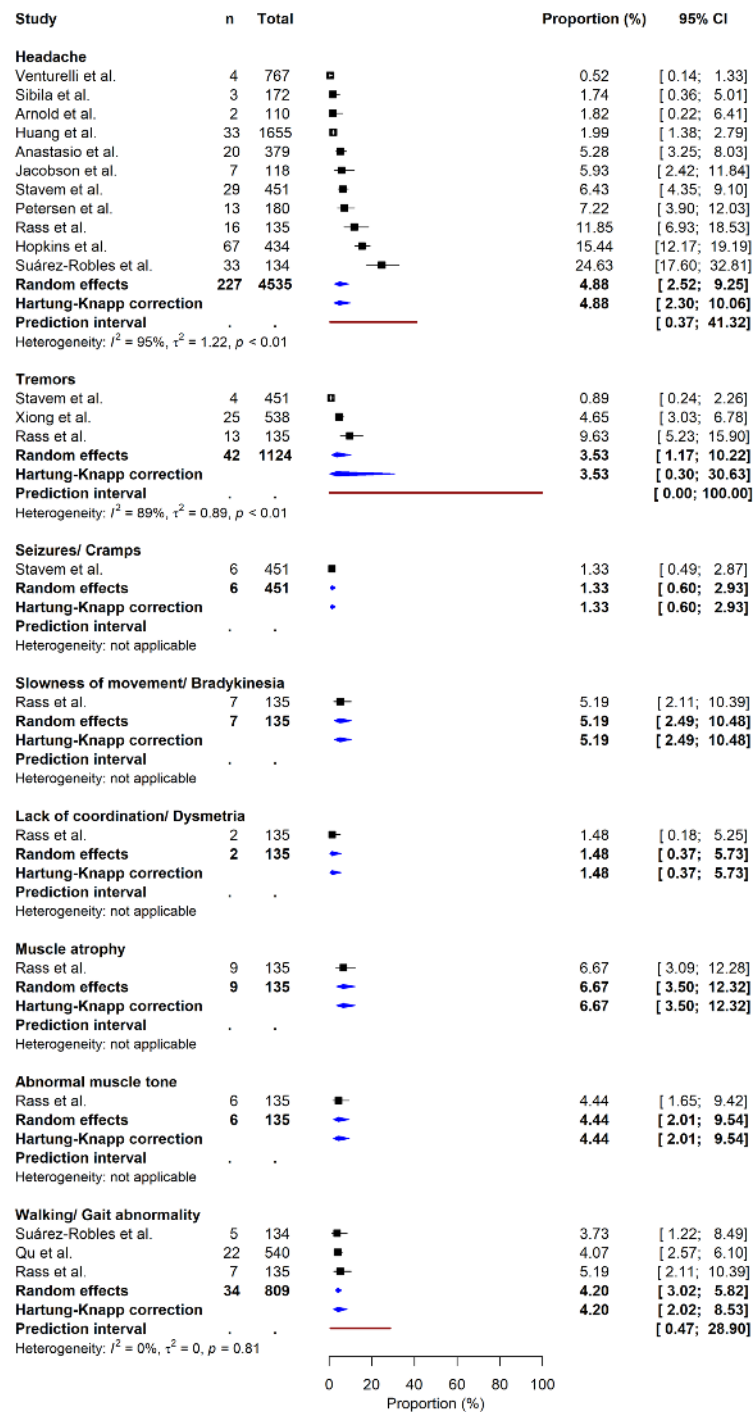 Study n Total Proportion (%) 95% CI
Headache
Venturelli et al. 4 767 0.52 [ 0.14; 1.33]
Sibila et al. 3 172 1.74 [ 0.36; 5.01]
Arnold et al. 2 110 1.82 [ 0.22; 6.41]
Huang et al. 33 1655 1.99 [ 1.38; 2.79]
Anastasio et al. 20 379 5.28 [ 3.25; 8.03]
Jacobson et al. 7 118 5.93 [ 2.42; 11.84]
Stavem et al. 29 451 6.43 [ 4.35; 9.10]
Petersen et al. 13 180 7.22 [ 3.90; 12.03]
Rass et al. 16 135 11.85 [ 6.93; 18.53]
Hopkins et al. 67 434 15.44 [12.17; 19.19]
Suárez-Robles et al. 33 134 24.63 [17.60; 32.81]
Random effects 227 4535 4.88 [ 2.52; 9.25]
Hartung-Knapp correction 4.88 [ 2.30; 10.06]
Prediction interval . . [ 0.37; 41.32]
Heterogeneity: I² = 95%, τ² = 1.22, p < 0.01
Tremors
Stavem et al. 4 451 0.89 [ 0.24; 2.26]
Xiong et al. 25 538 4.65 [ 3.03; 6.78]
Rass et al. 13 135 9.63 [ 5.23; 15.90]
Random effects 42 1124 3.53 [ 1.17; 10.22]
Hartung-Knapp correction 3.53 [ 0.30; 30.63]
Prediction interval . . [ 0.00; 100.00]
Heterogeneity: I² = 89%, τ² = 0.89, p < 0.01
Seizures/ Cramps
Stavem et al. 6 451 1.33 [ 0.49; 2.87]
Random effects 6 451 1.33 [ 0.60; 2.93]
Hartung-Knapp correction 1.33 [ 0.60; 2.93]
Prediction interval . .
Heterogeneity: not applicable
Slowness of movement/ Bradykinesia
Rass et al. 7 135 5.19 [ 2.11; 10.39]
Random effects 7 135 5.19 [ 2.49; 10.48]
Hartung-Knapp correction 5.19 [ 2.49; 10.48]
Prediction interval . .
Heterogeneity: not applicable
Lack of coordination/ Dysmetria
Rass et al. 2 135 1.48 [ 0.18; 5.25]
Random effects 2 135 1.48 [ 0.37; 5.73]
Hartung-Knapp correction 1.48 [ 0.37; 5.73]
Prediction interval . .
Heterogeneity: not applicable
Muscle atrophy
Rass et al. 9 135 6.67 [ 3.09; 12.28]
Random effects 9 135 6.67 [ 3.50; 12.32]
Hartung-Knapp correction 6.67 [ 3.50; 12.32]
Prediction interval . .
Heterogeneity: not applicable
Abnormal muscle tone
Rass et al. 6 135 4.44 [ 1.65; 9.42]
Random effects 6 135 4.44 [ 2.01; 9.54]
Hartung-Knapp correction 4.44 [ 2.01; 9.54]
Prediction interval . .
Heterogeneity: not applicable
Walking/ Gait abnormality
Suárez-Robles et al. 5 134 3.73 [ 1.22; 8.49]
Qu et al. 22 540 4.07 [ 2.57; 6.10]
Rass et al. 7 135 5.19 [ 2.11; 10.39]
Random effects 34 809 4.20 [ 3.02; 5.82]
Hartung-Knapp correction 4.20 [ 2.02; 8.53]
Prediction interval . . [ 0.47; 28.90]
Heterogeneity: I² = 0%, τ² = 0, p = 0.81
0 20 40 60 80 100
Proportion (%)